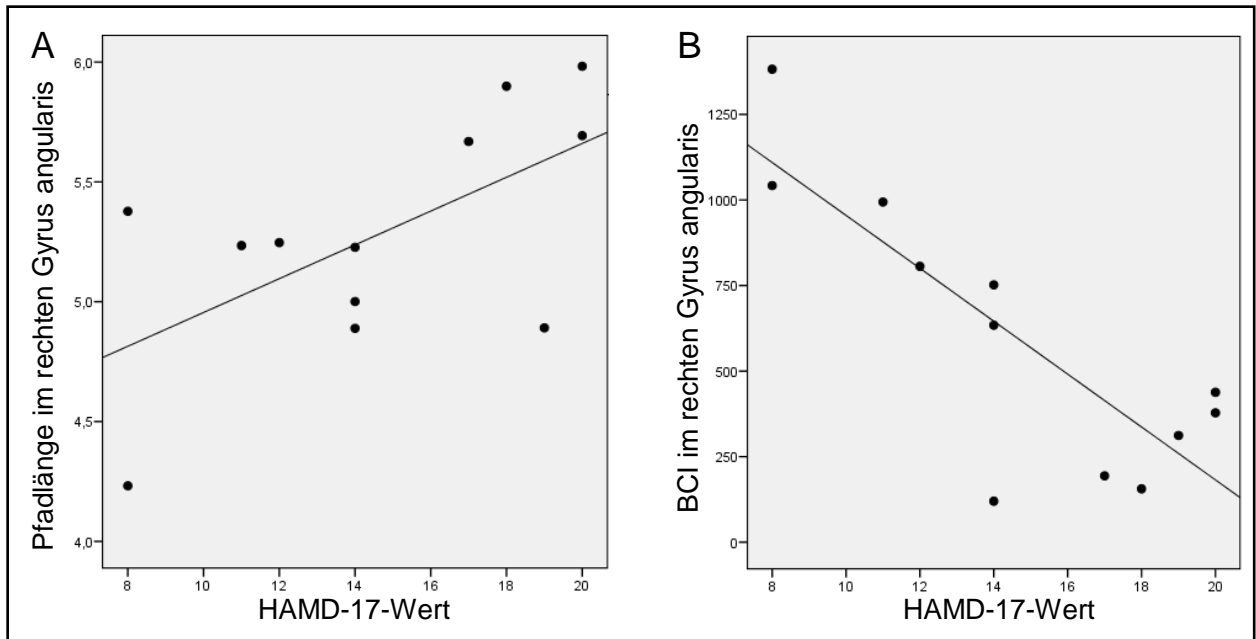 A
Pfadlänge im rechten Gyrus angularis
6,0
5,5
5,0
4,5
4,0
8 10 12 14 16 18 20
HAMD-17-Wert
B
BCI im rechten Gyrus angularis
1250
1000
750
500
250
0
8 10 12 14 16 18 20
HAMD-17-Wert